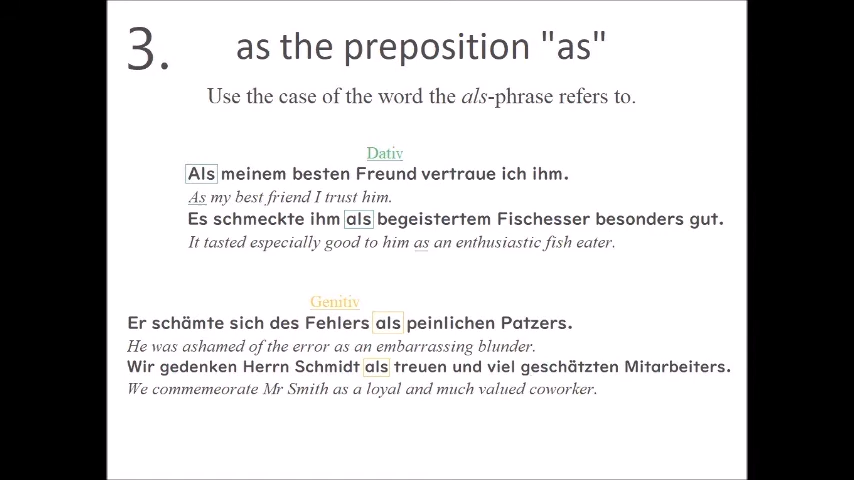 3.
as the preposition "as"
Use the case of the word the als-phrase refers to.
Dativ
Als meinem besten Freund vertraue ich ihm.
As my best friend I trust him.
Es schmeckte ihm als begeistertem Fischesser besonders gut.
It tasted especially good to him as an enthusiastic fish eater.
Genitiv
Er schämte sich des Fehlers als peinlichen Patzers.
He was ashamed of the error as an embarrassing blunder.
Wir gedenken Herrn Schmidt als treuen und viel geschätzten Mitarbeiters.
We commemeorate Mr Smith as a loyal and much valued coworker.